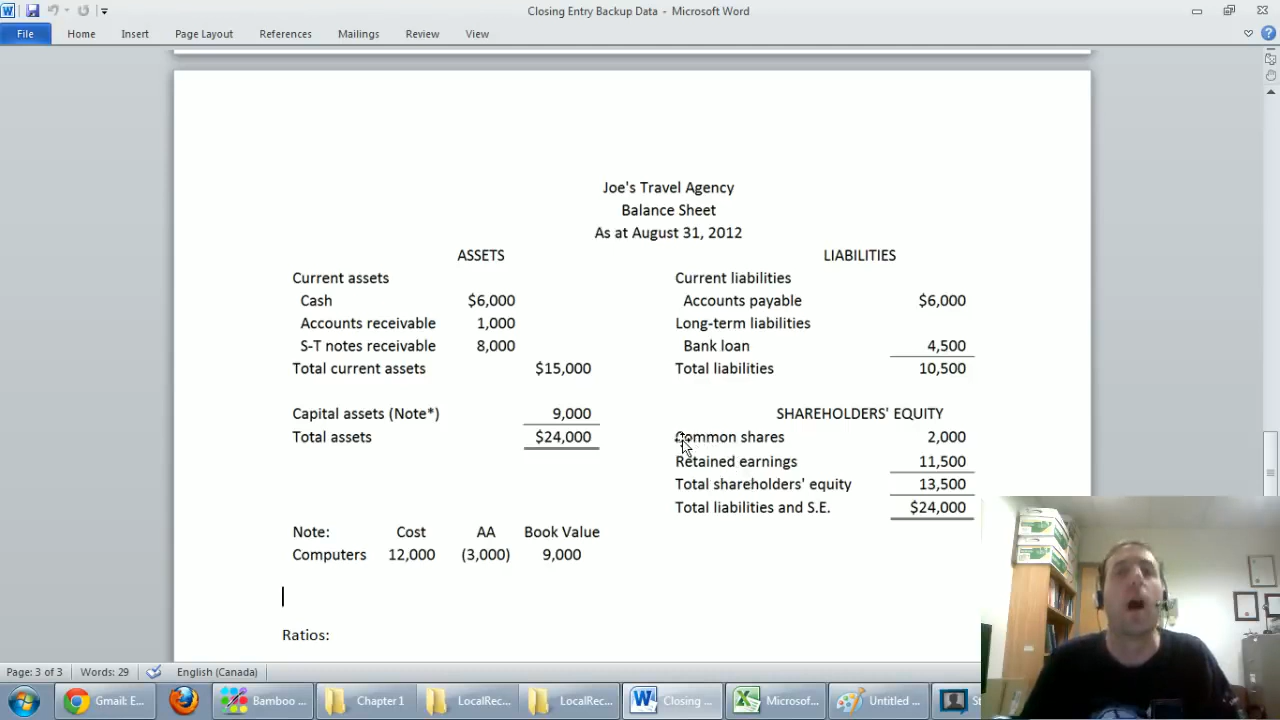 Closing Entry Backup Data - Microsoft Word
File Home Insert Page Layout References Mailings Review View
Joe's Travel Agency
Balance Sheet
As at August 31, 2012
ASSETS LIABILITIES
Current assets Current liabilities
Cash $6,000 Accounts payable $6,000
Accounts receivable 1,000 Long-term liabilities
S-T notes receivable 8,000 Bank loan 4,500
Total current assets $15,000 Total liabilities 10,500
Capital assets (Note*) 9,000 SHAREHOLDERS' EQUITY
Total assets $24,000 Common shares 2,000
Retained earnings 11,500
Total shareholders' equity 13,500
Total liabilities and S.E. $24,000
Note: Cost AA Book Value
Computers 12,000 (3,000) 9,000
Ratios:
Page: 3 of 3 Words: 29 English (Canada)
Gmail: E... Bamboo ... Chapter 1 LocalRec... LocalRec... Closing ... Microsof... Untitled ... St